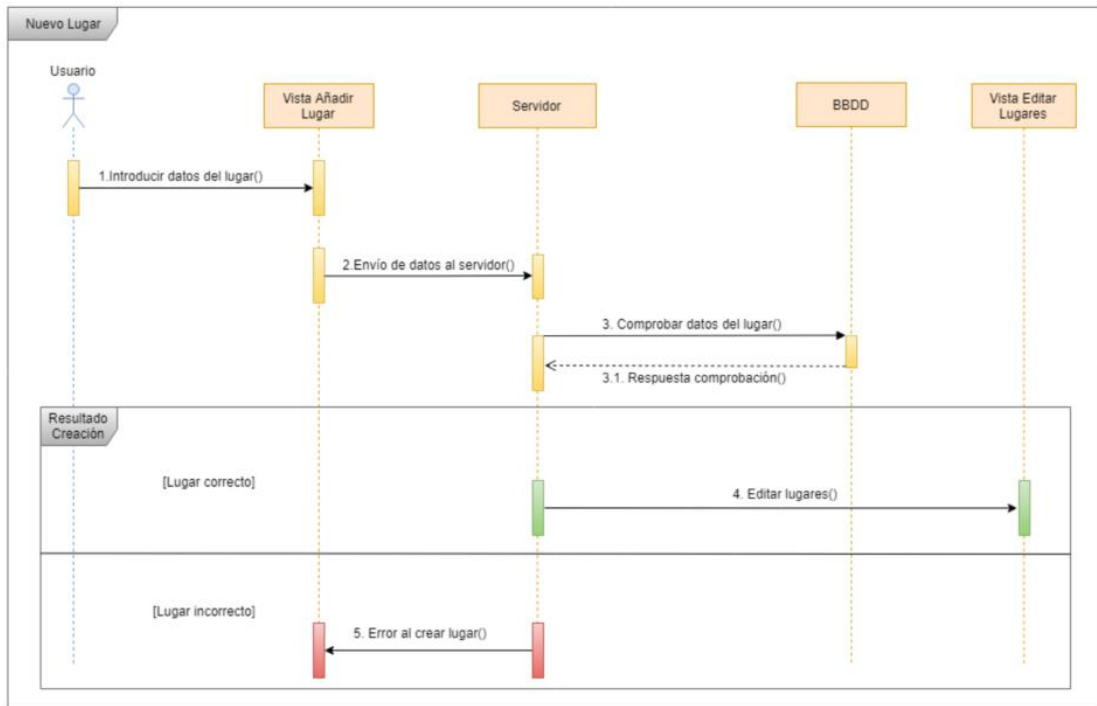 Nuevo Lugar
Usuario
Vista Añadir
Lugar
Servidor
BBDD
Vista Editar
Lugares
1.Introducir datos del lugar()
2.Envío de datos al servidor()
3. Comprobar datos del lugar()
3.1. Respuesta comprobación()
Resultado
Creación
[Lugar correcto]
4. Editar lugares()
[Lugar incorrecto]
5. Error al crear lugar()